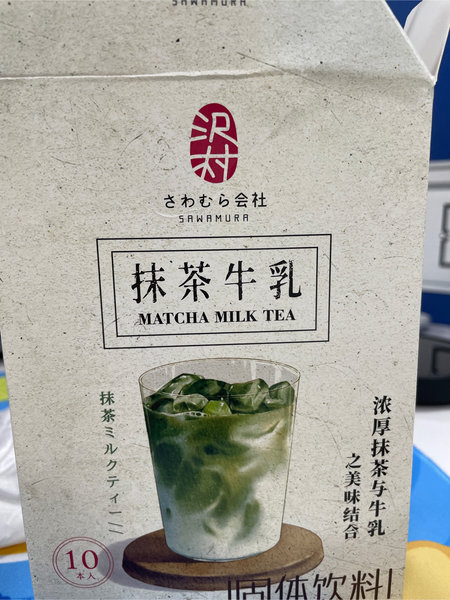 SAWAMURA
沢村
さわむら会社
SAWAMURA
抹茶牛乳
MATCHA MILK TEA
抹茶ミルクティー
浓厚抹茶与牛乳
之美味结合
10
本入
固体饮料